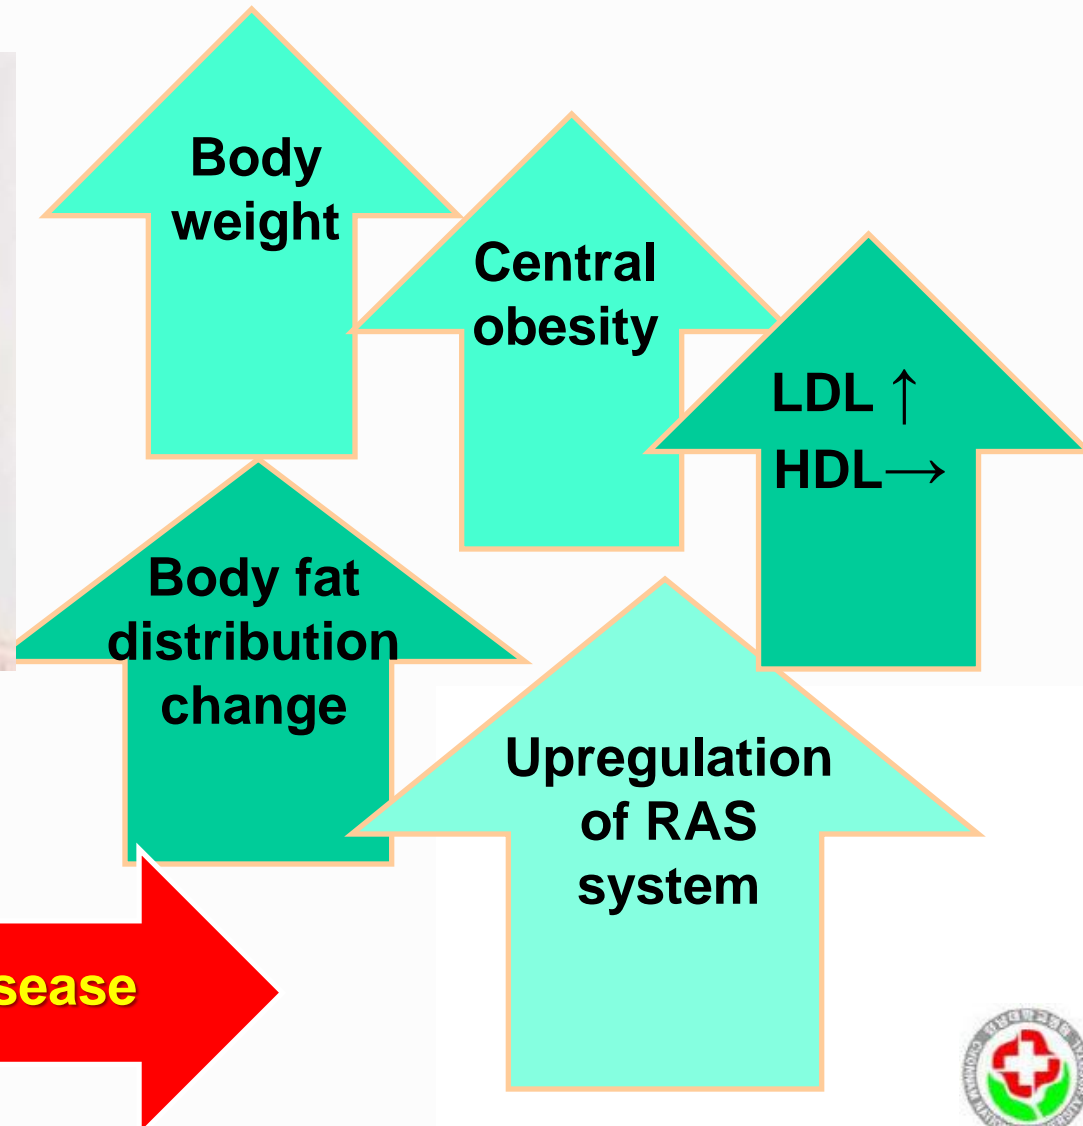 Body
weight
Central
obesity
LDL ↑
HDL→
Body fat
distribution
change
Upregulation
of RAS
system
sease